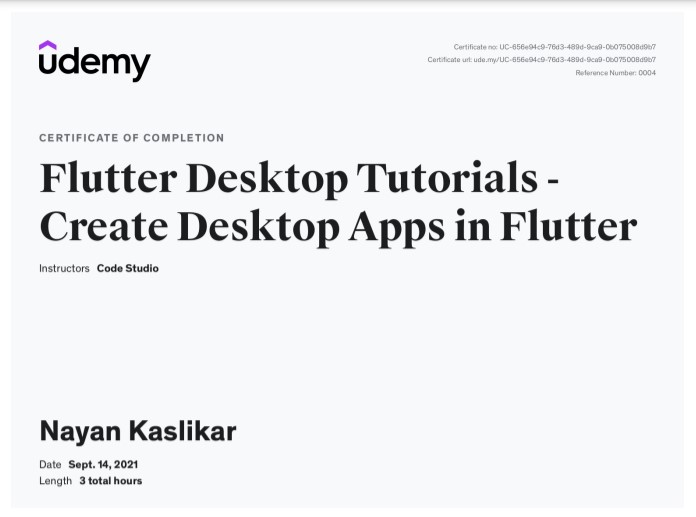 udemy
Certificate no: UC-656e94c9-76d3-489d-9ca9-0b075008d9b7
Certificate url: ude.my/UC-656e94c9-76d3-489d-9ca9-0b075008d9b7
Reference Number: 0004
CERTIFICATE OF COMPLETION
Flutter Desktop Tutorials -
Create Desktop Apps in Flutter
Instructors Code Studio
Nayan Kaslikar
Date Sept. 14, 2021
Length 3 total hours